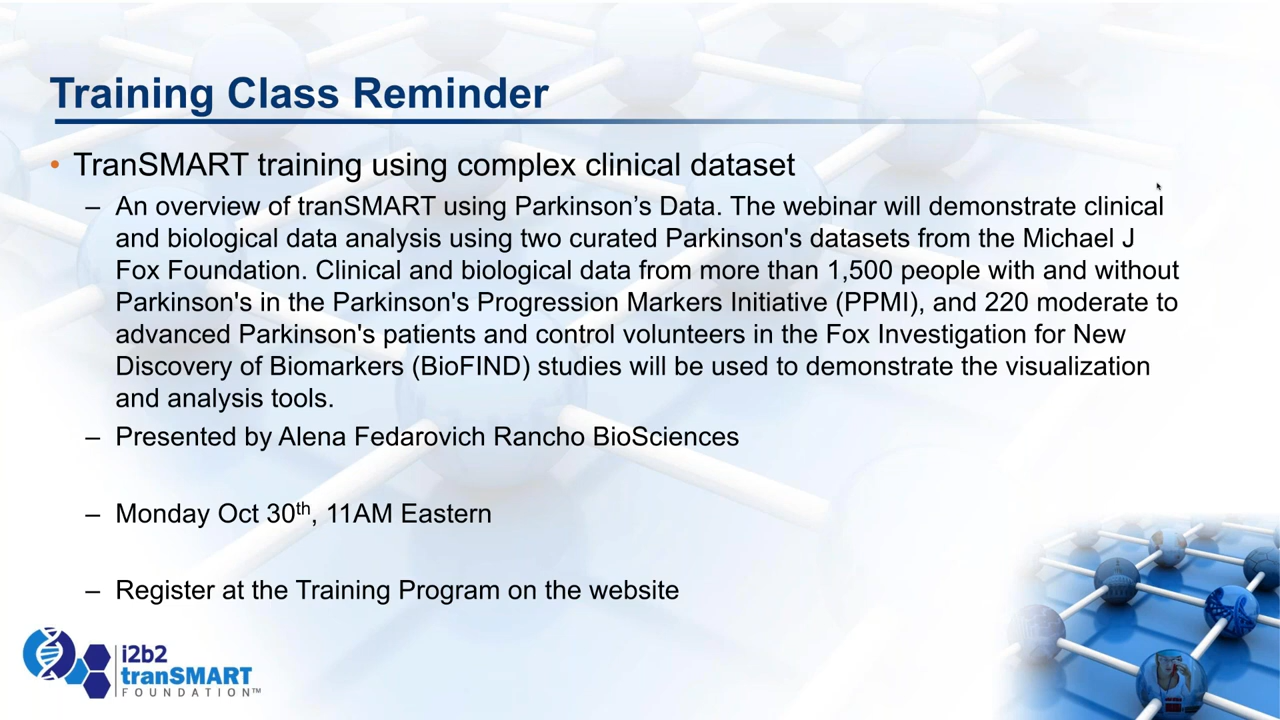 Training Class Reminder
• TranSMART training using complex clinical dataset
– An overview of tranSMART using Parkinson’s Data. The webinar will demonstrate clinical
and biological data analysis using two curated Parkinson's datasets from the Michael J
Fox Foundation. Clinical and biological data from more than 1,500 people with and without
Parkinson's in the Parkinson's Progression Markers Initiative (PPMI), and 220 moderate to
advanced Parkinson's patients and control volunteers in the Fox Investigation for New
Discovery of Biomarkers (BioFIND) studies will be used to demonstrate the visualization
and analysis tools.
– Presented by Alena Fedarovich Rancho BioSciences
– Monday Oct 30th, 11AM Eastern
– Register at the Training Program on the website
i2b2
tranSMART
FOUNDATION™